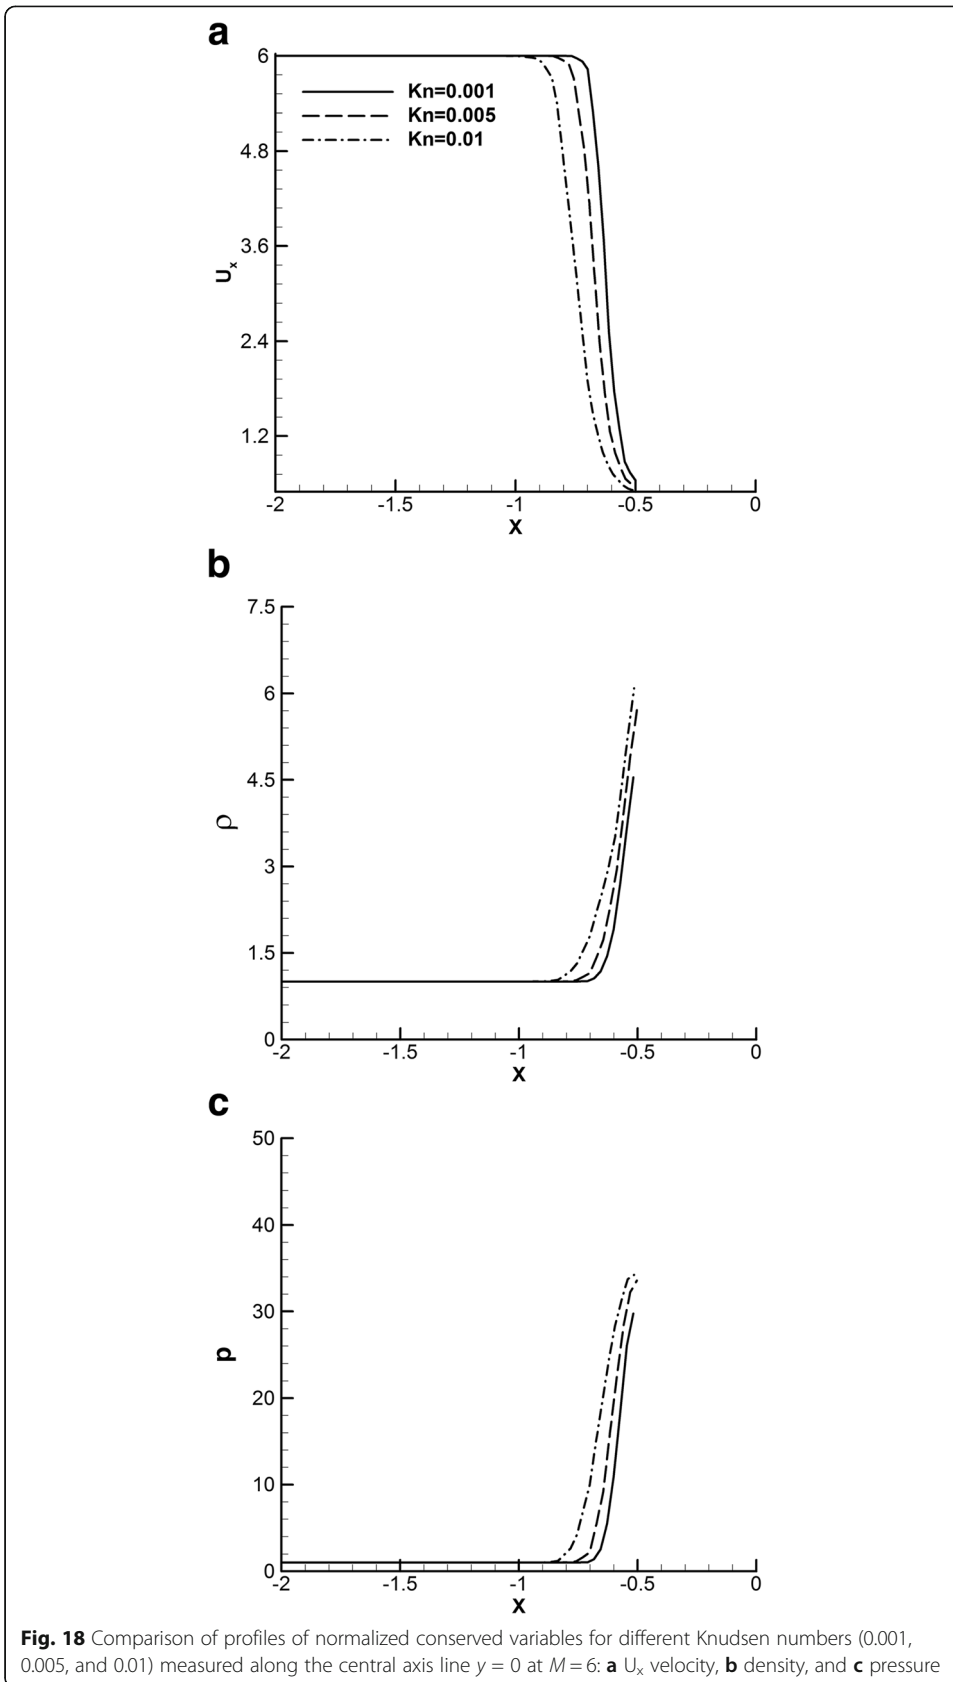 a
6
Kn=0.001
Kn=0.005
Kn=0.01
4.8
3.6
Ux
2.4
1.2
-2 -1.5 -1 -0.5 0
X
b
7.5
6
4.5
ρ
3
1.5
0
-2 -1.5 -1 -0.5 0
X
c
50
40
30
p
20
10
0
-2 -1.5 -1 -0.5 0
X
Fig. 18 Comparison of profiles of normalized conserved variables for different Knudsen numbers (0.001,
0.005, and 0.01) measured along the central axis line y = 0 at M = 6: a Ux velocity, b density, and c pressure